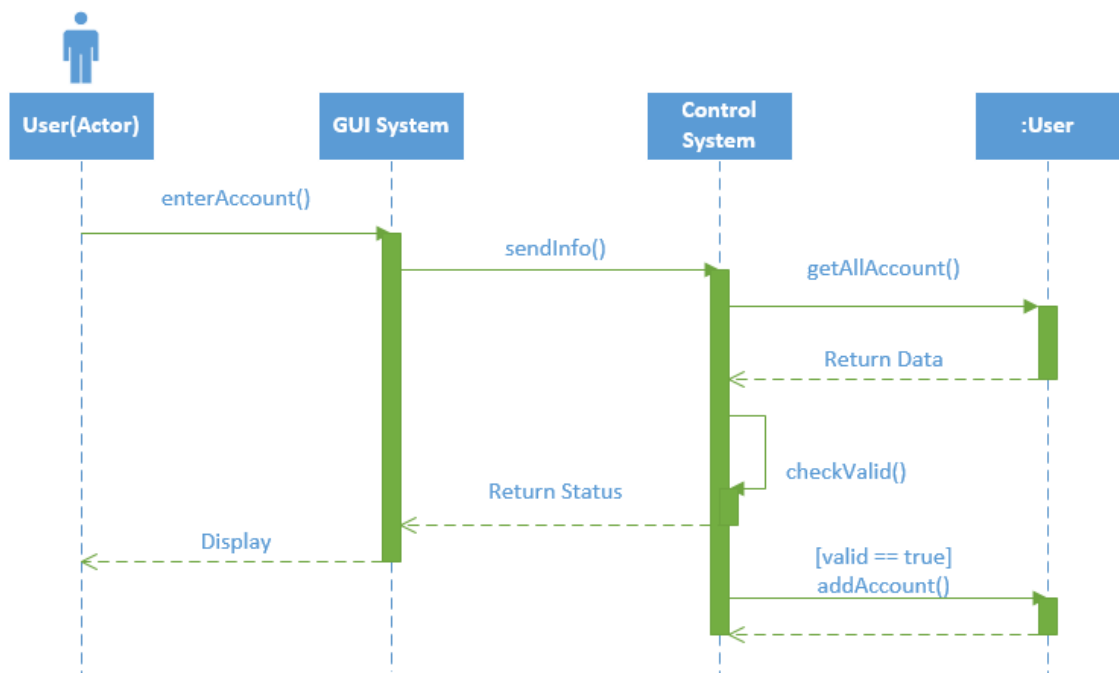 User(Actor)
GUI System
Control
System
:User
enterAccount()
sendInfo()
getAllAccount()
Return Data
checkValid()
Return Status
Display
[valid == true]
addAccount()